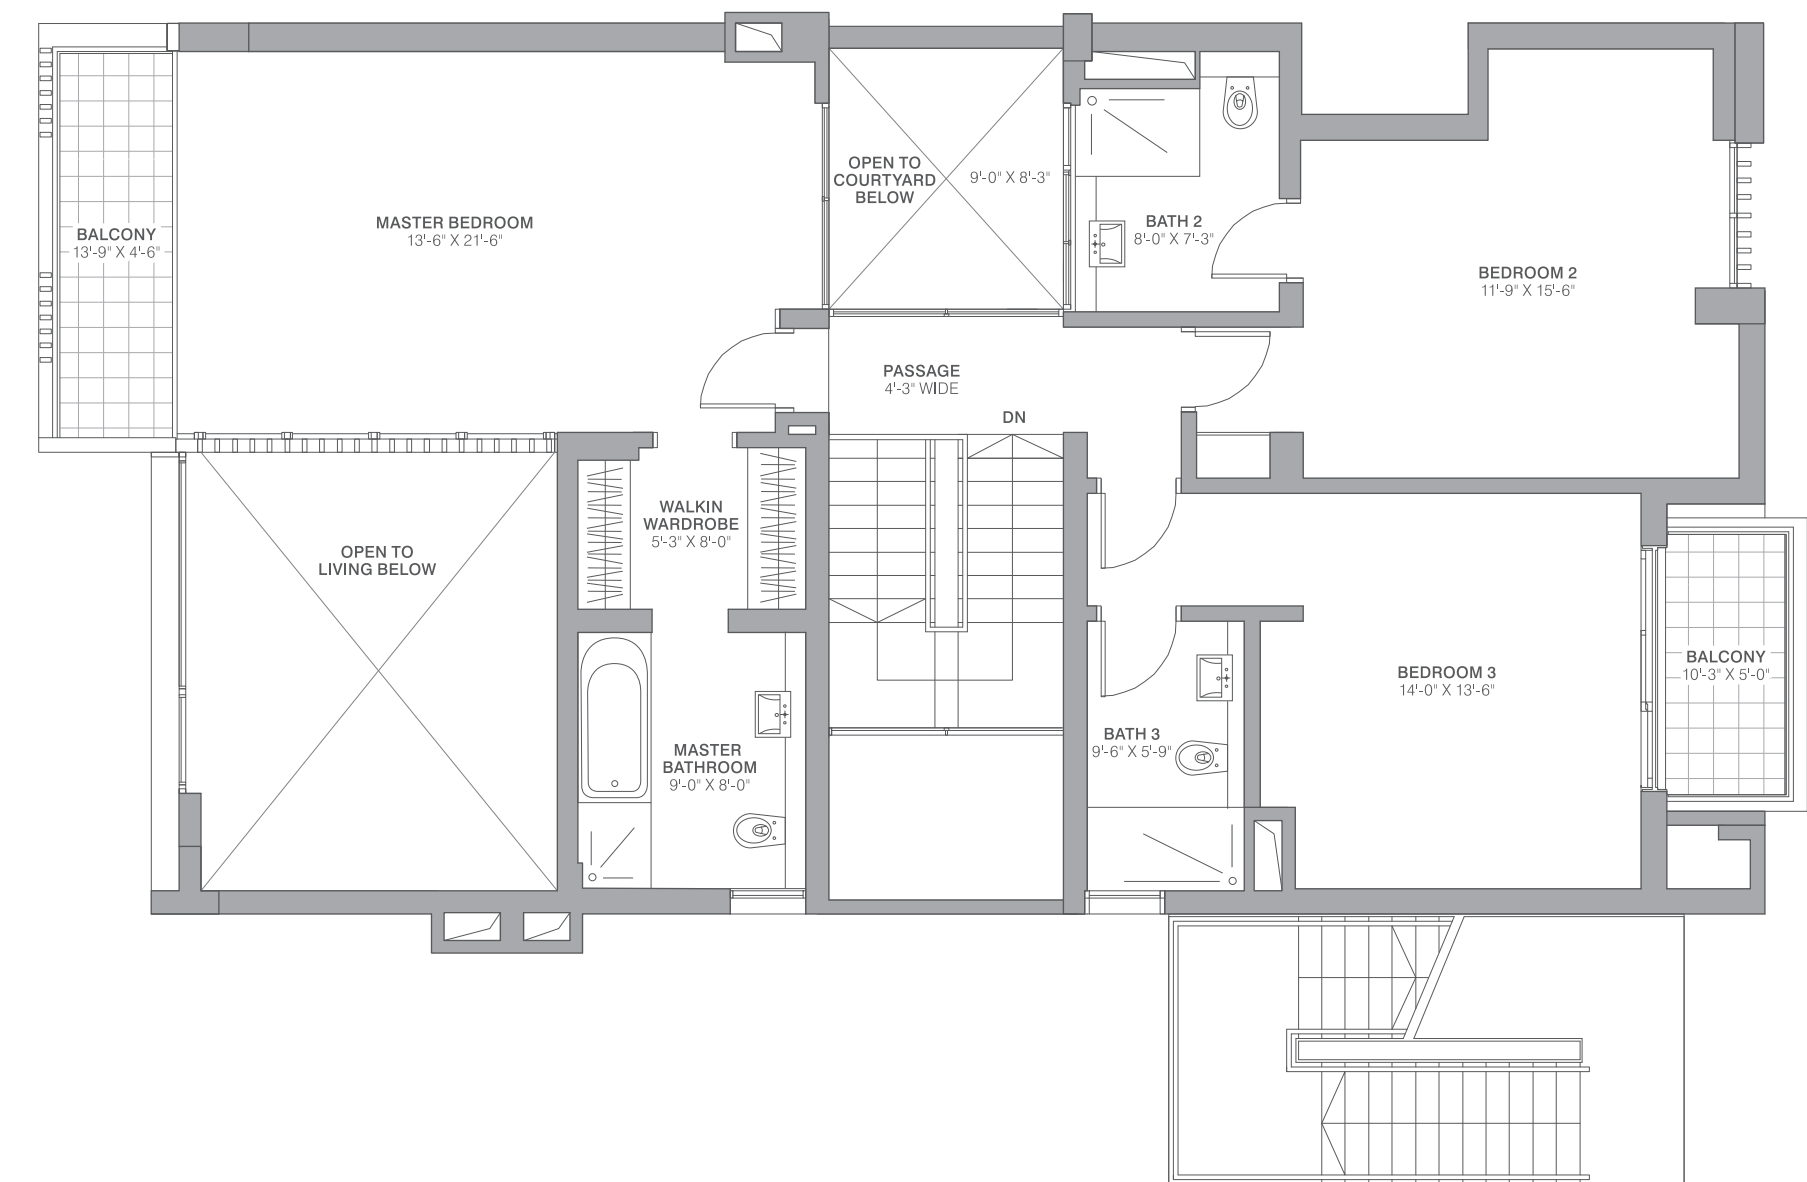 OPEN TO
COURTYARD
BELOW
9'-0" X 8'-3"
MASTER BEDROOM
13'-6" X 21'-6"
BALCONY
13'-9" X 4'-6"
BATH 2
8'-0" X 7'-3"
BEDROOM 2
11'-9" X 15'-6"
PASSAGE
4'-3" WIDE
DN
WALKIN
WARDROBE
5'-3" X 8'-0"
OPEN TO
LIVING BELOW
BEDROOM 3
14'-0" X 13'-6"
BALCONY
10'-3" X 5'-0"
BATH 3
9'-6" X 5'-9"
MASTER
BATHROOM
9'-0" X 8'-0"